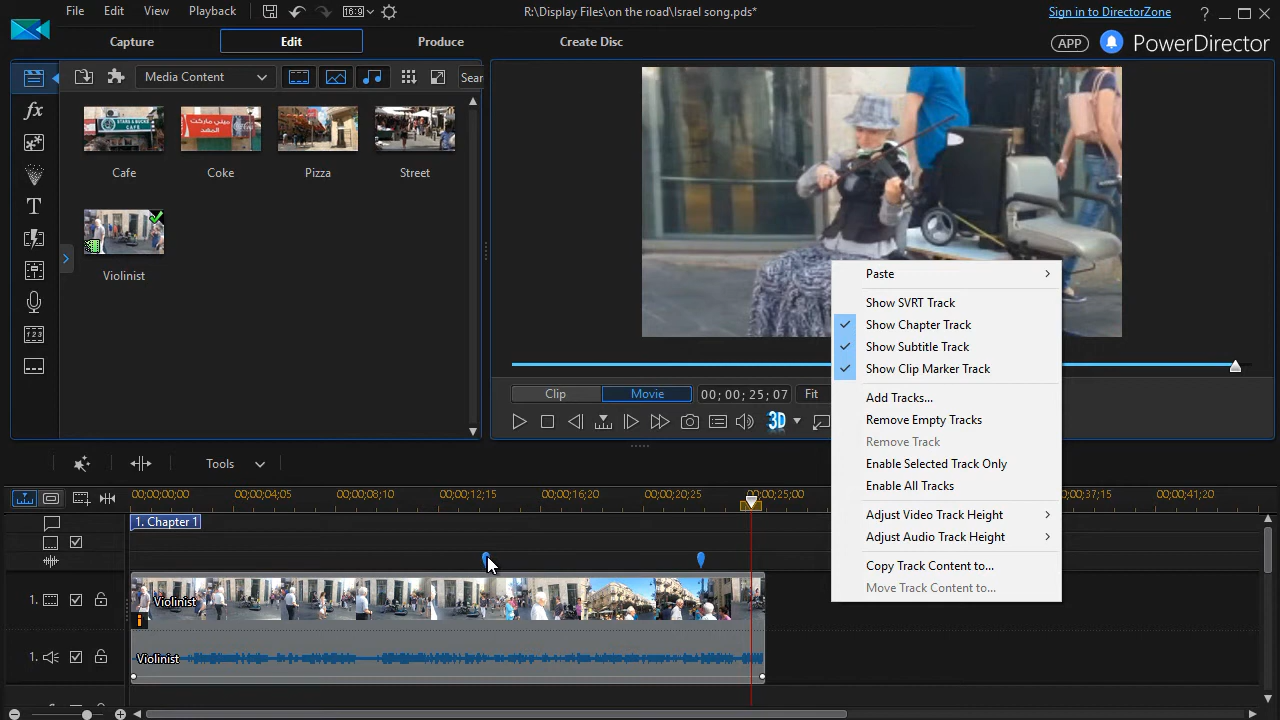 File Edit View Playback 16:9 R:\Display Files\on the road\Israel song.pds* Sign in to DirectorZone ?
Capture Edit Produce Create Disc APP PowerDirector
Media Content Sear
Cafe Coke Pizza Street
Violinist
fx
T
Paste
Show SVRT Track
Show Chapter Track
Show Subtitle Track
Show Clip Marker Track
Add Tracks...
Remove Empty Tracks
Remove Track
Enable Selected Track Only
Enable All Tracks
Adjust Video Track Height
Adjust Audio Track Height
Copy Track Content to...
Move Track Content to...
Clip Movie 00; 00; 25; 07 Fit
3D
Tools
00;00;00;00 00;00;04;05 00;00;08;10 00;00;12;15 00;00;16;20 00;00;20;25 00;00;25;00 00;00;37;15 00;00;41;20
1. Chapter 1
1. Violinist
i
1. Violinist